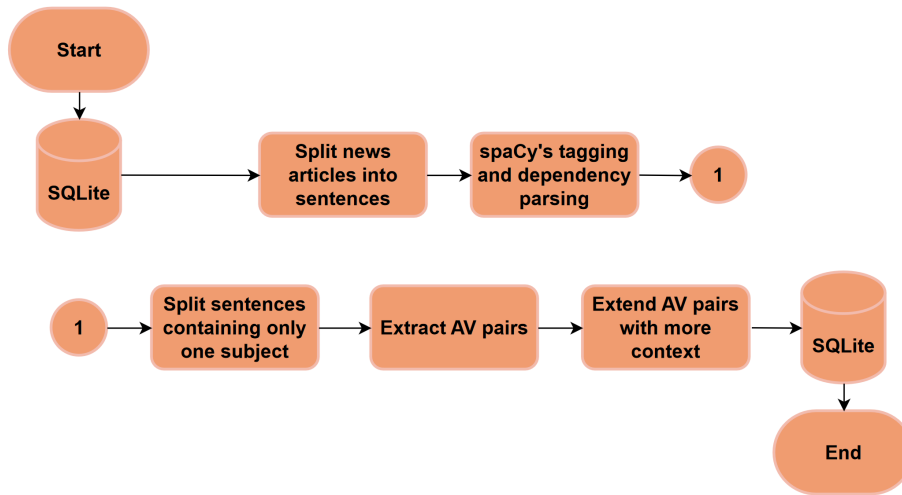 Start
SQLite
Split news
articles into
sentences
spaCy's tagging
and dependency
parsing
1
1
Split sentences
containing only
one subject
Extract AV pairs
Extend AV pairs
with more
context
SQLite
End